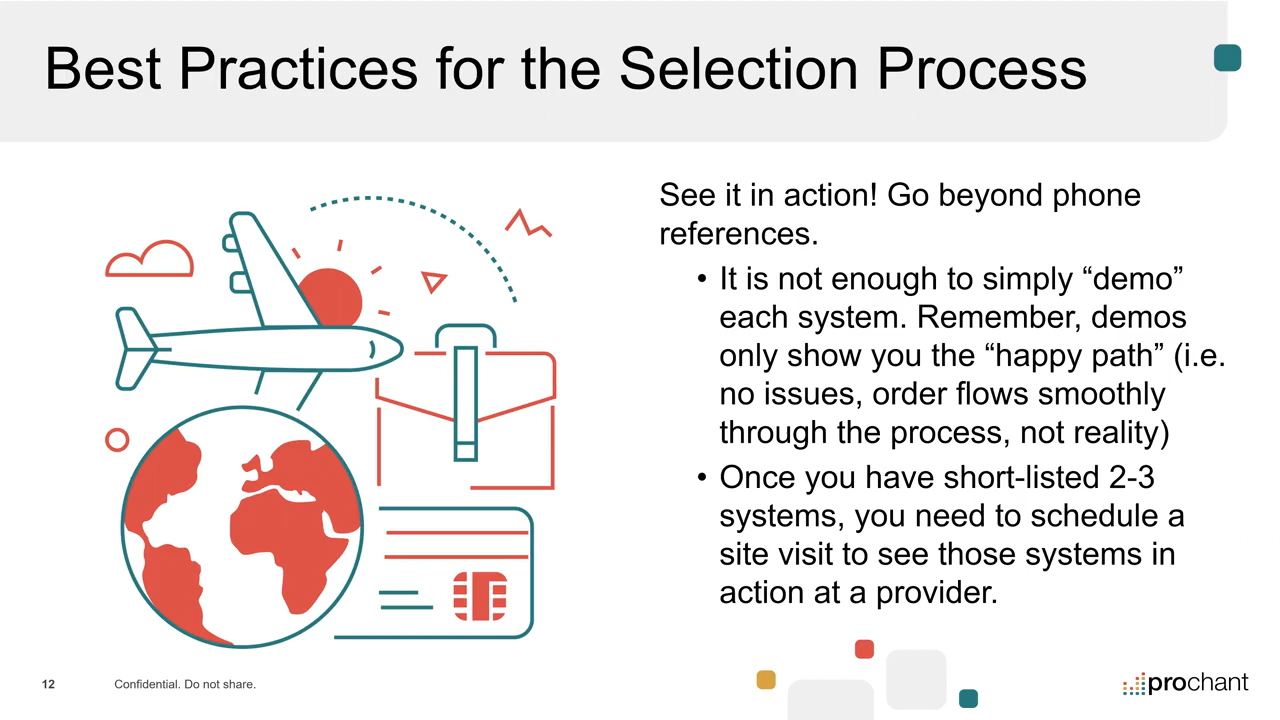 Best Practices for the Selection Process
See it in action! Go beyond phone
references.
• It is not enough to simply “demo”
each system. Remember, demos
only show you the “happy path” (i.e.
no issues, order flows smoothly
through the process, not reality)
• Once you have short-listed 2-3
systems, you need to schedule a
site visit to see those systems in
action at a provider.
12
Confidential. Do not share.
prochant